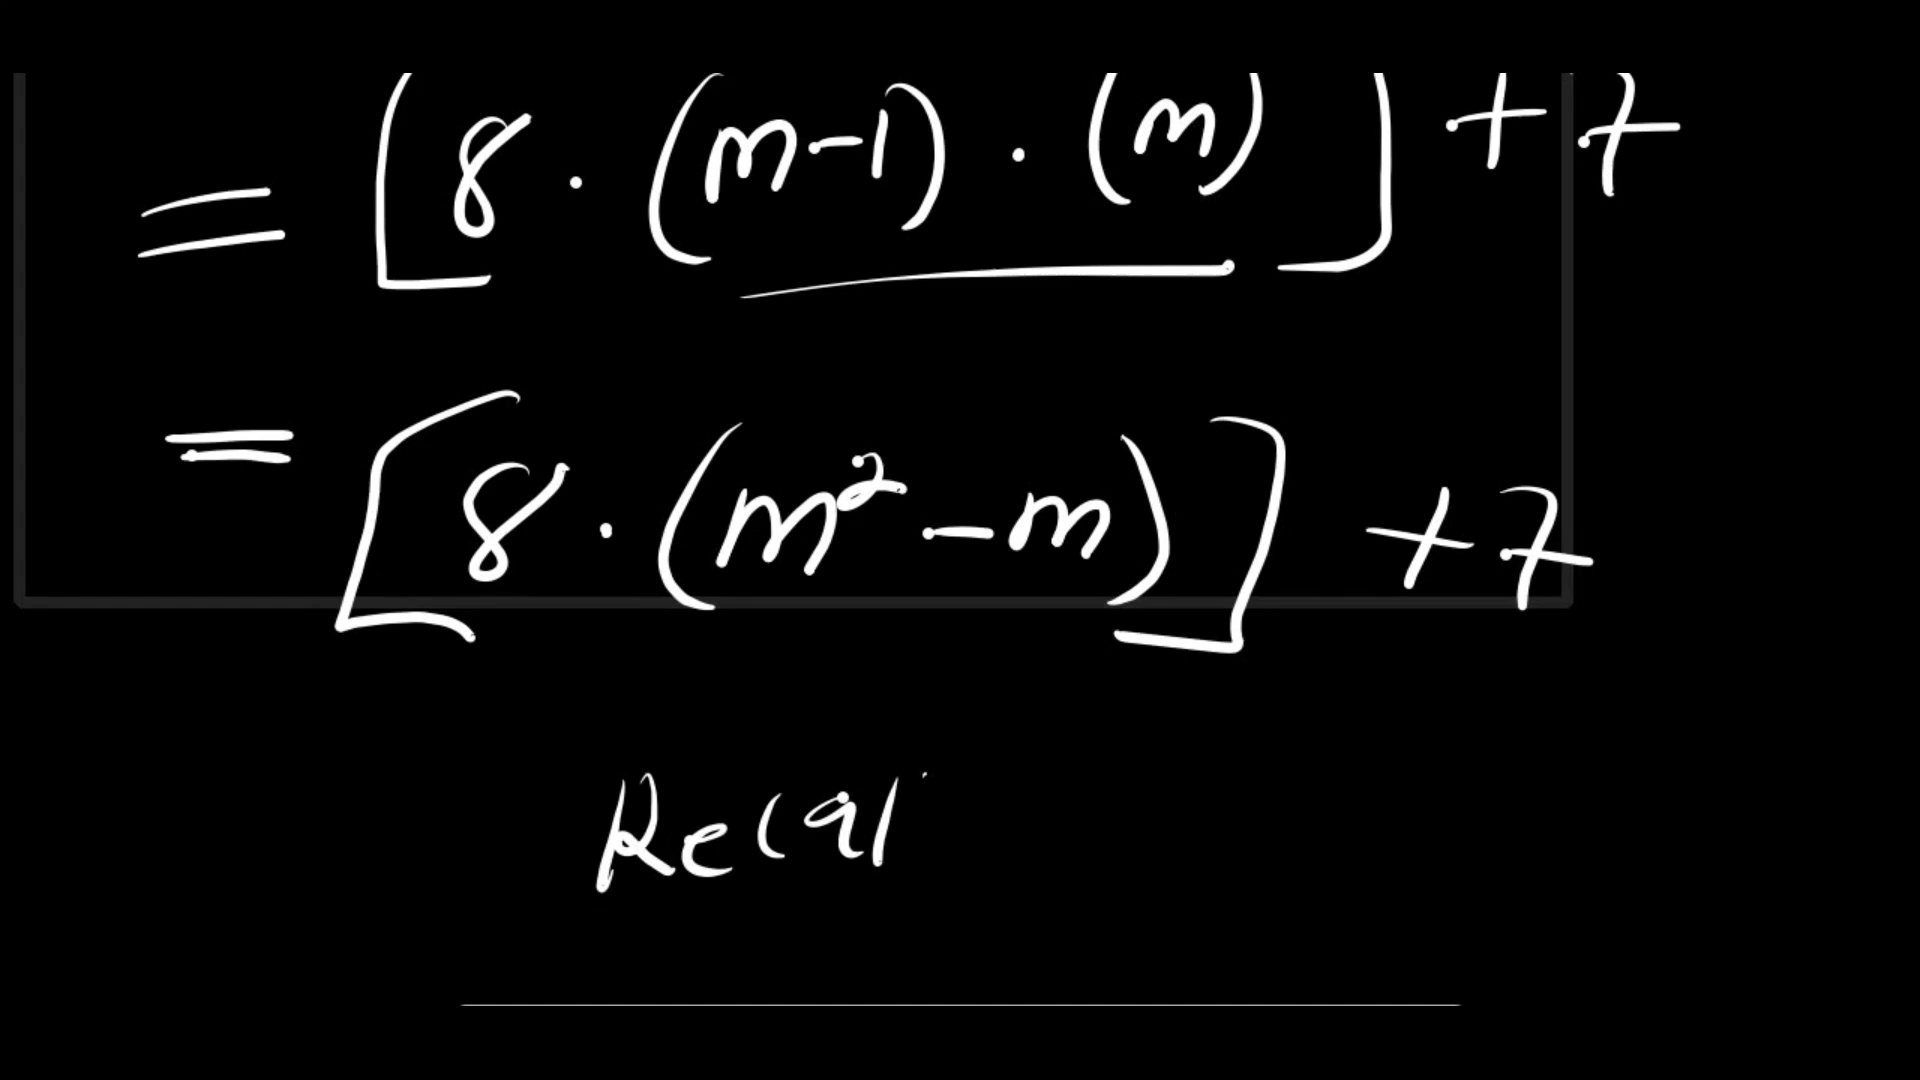 = [8 · (m-1) · (m)] + 7
= [8 · (m² - m)] + 7
Recal